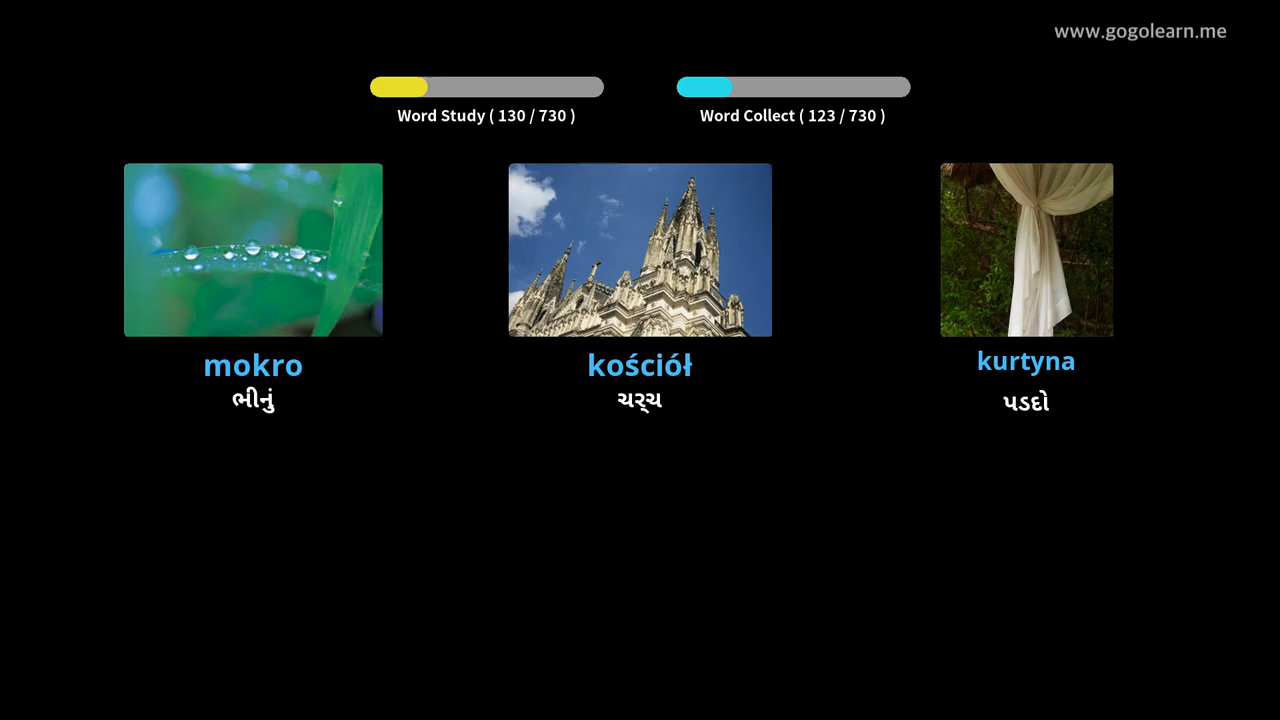 www.gogolearn.me
Word Study ( 130 / 730 )
Word Collect ( 123 / 730 )
mokro
ભીનું
kościół
ચર્ચ
kurtyna
પડદો